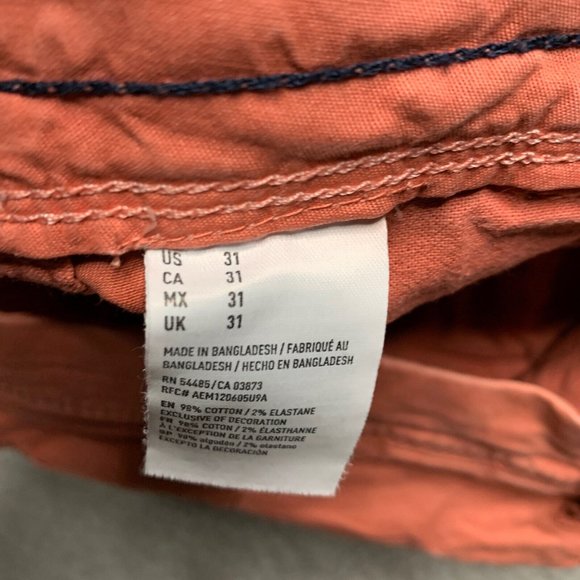 US 31
CA 31
MX 31
UK 31
MADE IN BANGLADESH / FABRIQUÉ AU
BANGLADESH / HECHO EN BANGLADESH
RN 54485/CA 03873
RFC# AEM120605U9A
EN 98% COTTON / 2% ELASTANE
EXCLUSIVE OF DECORATION
FR 98% COTON / 2% ÉLASTHANNE
À L'EXCEPTION DE LA GARNITURE
SP 98% algodón / 2% elastano
EXCEPTO LA DECORACIÓN